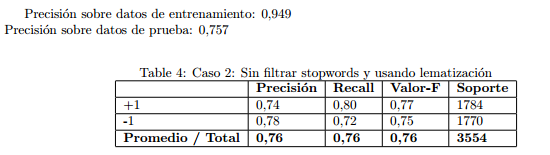 Precisión sobre datos de entrenamiento: 0,949
Precisión sobre datos de prueba: 0,757
Table 4: Caso 2: Sin filtrar stopwords y usando lematización
Precisión Recall Valor-F Soporte
+1 0,74 0,80 0,77 1784
-1 0,78 0,72 0,75 1770
Promedio / Total 0,76 0,76 0,76 3554